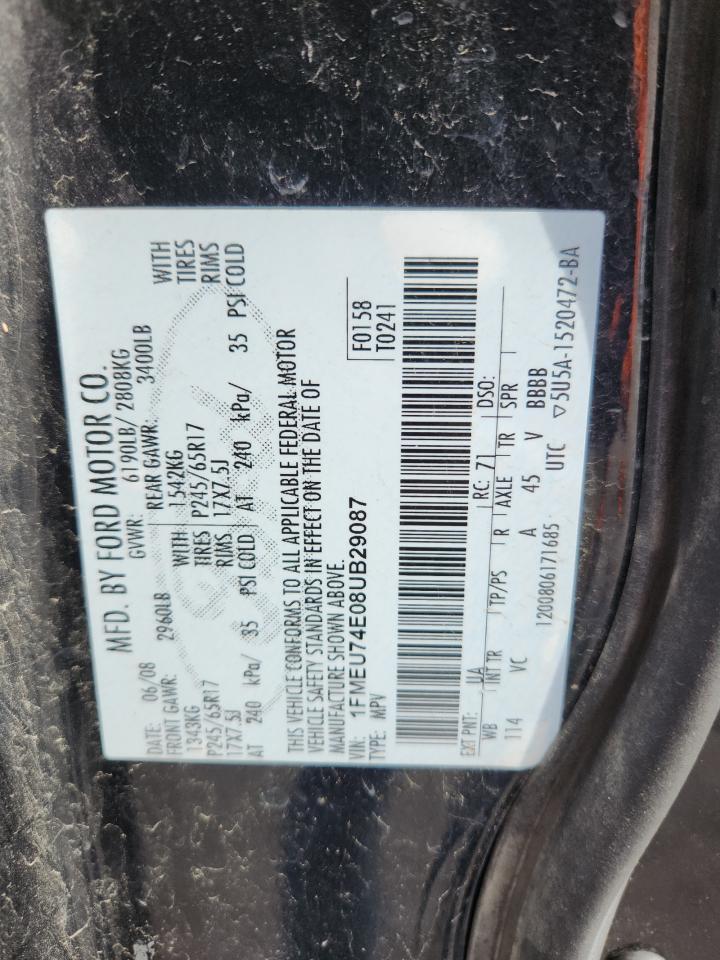 MFD. BY FORD MOTOR CO.
DATE: 06/08 GVWR: 6190LB/ 2808KG
FRONT GAWR: 2960LB REAR GAWR: 3400LB
1343KG WITH 1542KG WITH
P245/65R17 TIRES P245/65R17 TIRES
17X7.5J RIMS 17X7.5J RIMS
AT 240 kPa/ 35 PSI COLD AT 240 kPa/ 35 PSI COLD
THIS VEHICLE CONFORMS TO ALL APPLICABLE FEDERAL MOTOR
VEHICLE SAFETY STANDARDS IN EFFECT ON THE DATE OF
MANUFACTURE SHOWN ABOVE.
VIN: 1FMEU74E08UB29087 F0158
TYPE: MPV T0241
EXT PNT: UA RC: 71 DSO:
WB INT TR TP/PS R AXLE TR SPR
114 VC A 45 V BBBB
1200806171685 UTC ▽5U5A-1520472-BA